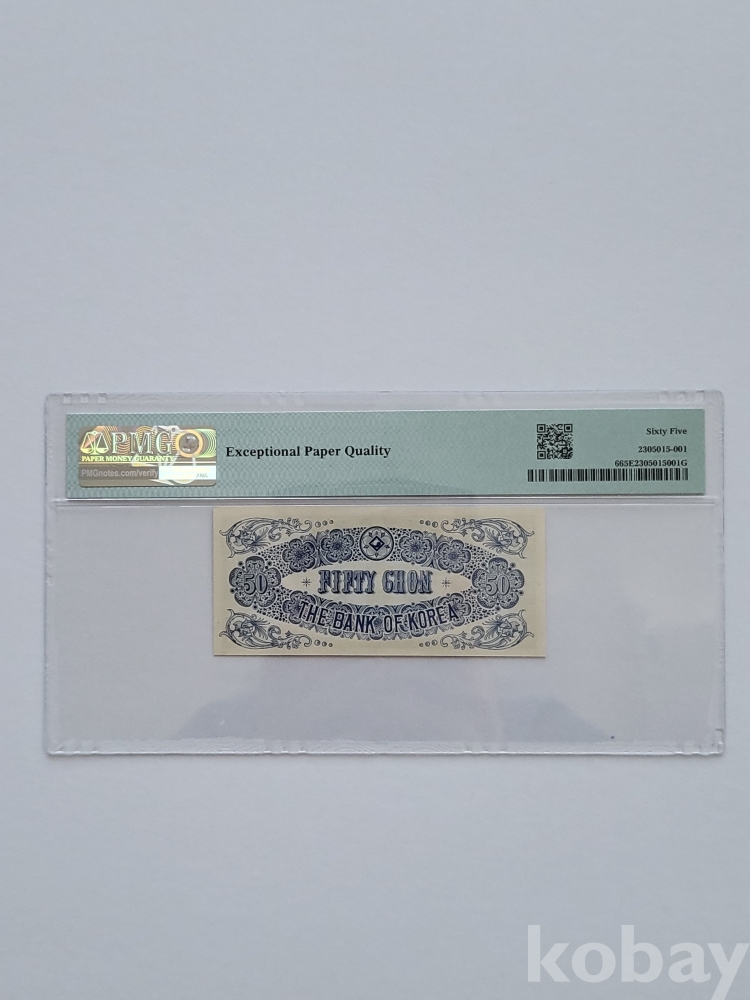 PMG
PAPER MONEY GUARANTY
PMGnotes.com/verify
Exceptional Paper Quality
Sixty Five
2305015-001
665E2305015001G
50
FIFTY CHON
50
THE BANK OF KOREA
kobay